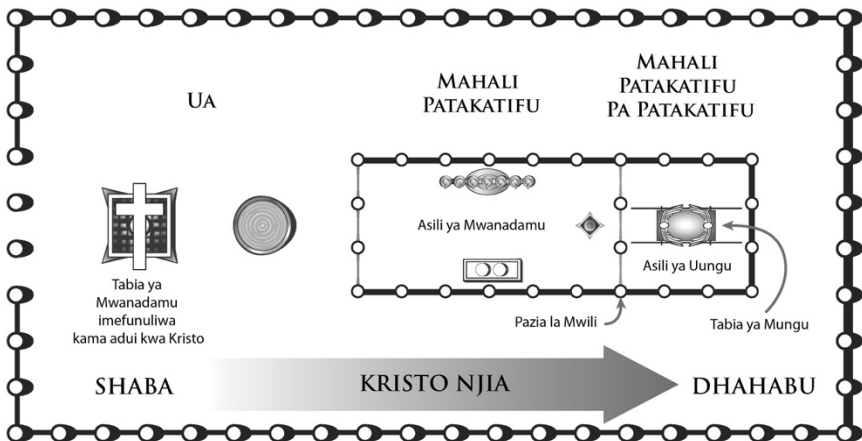 UA
MAHALI
PATAKATIFU
MAHALI
PATAKATIFU
PA PATAKATIFU
Asili ya Mwanadamu
Asili ya Uungu
Tabia ya
Mwanadamu
imefunuliwa
kama adui kwa Kristo
Pazia la Mwili
Tabia ya Mungu
SHABA
KRISTO NJIA
DHAHABU